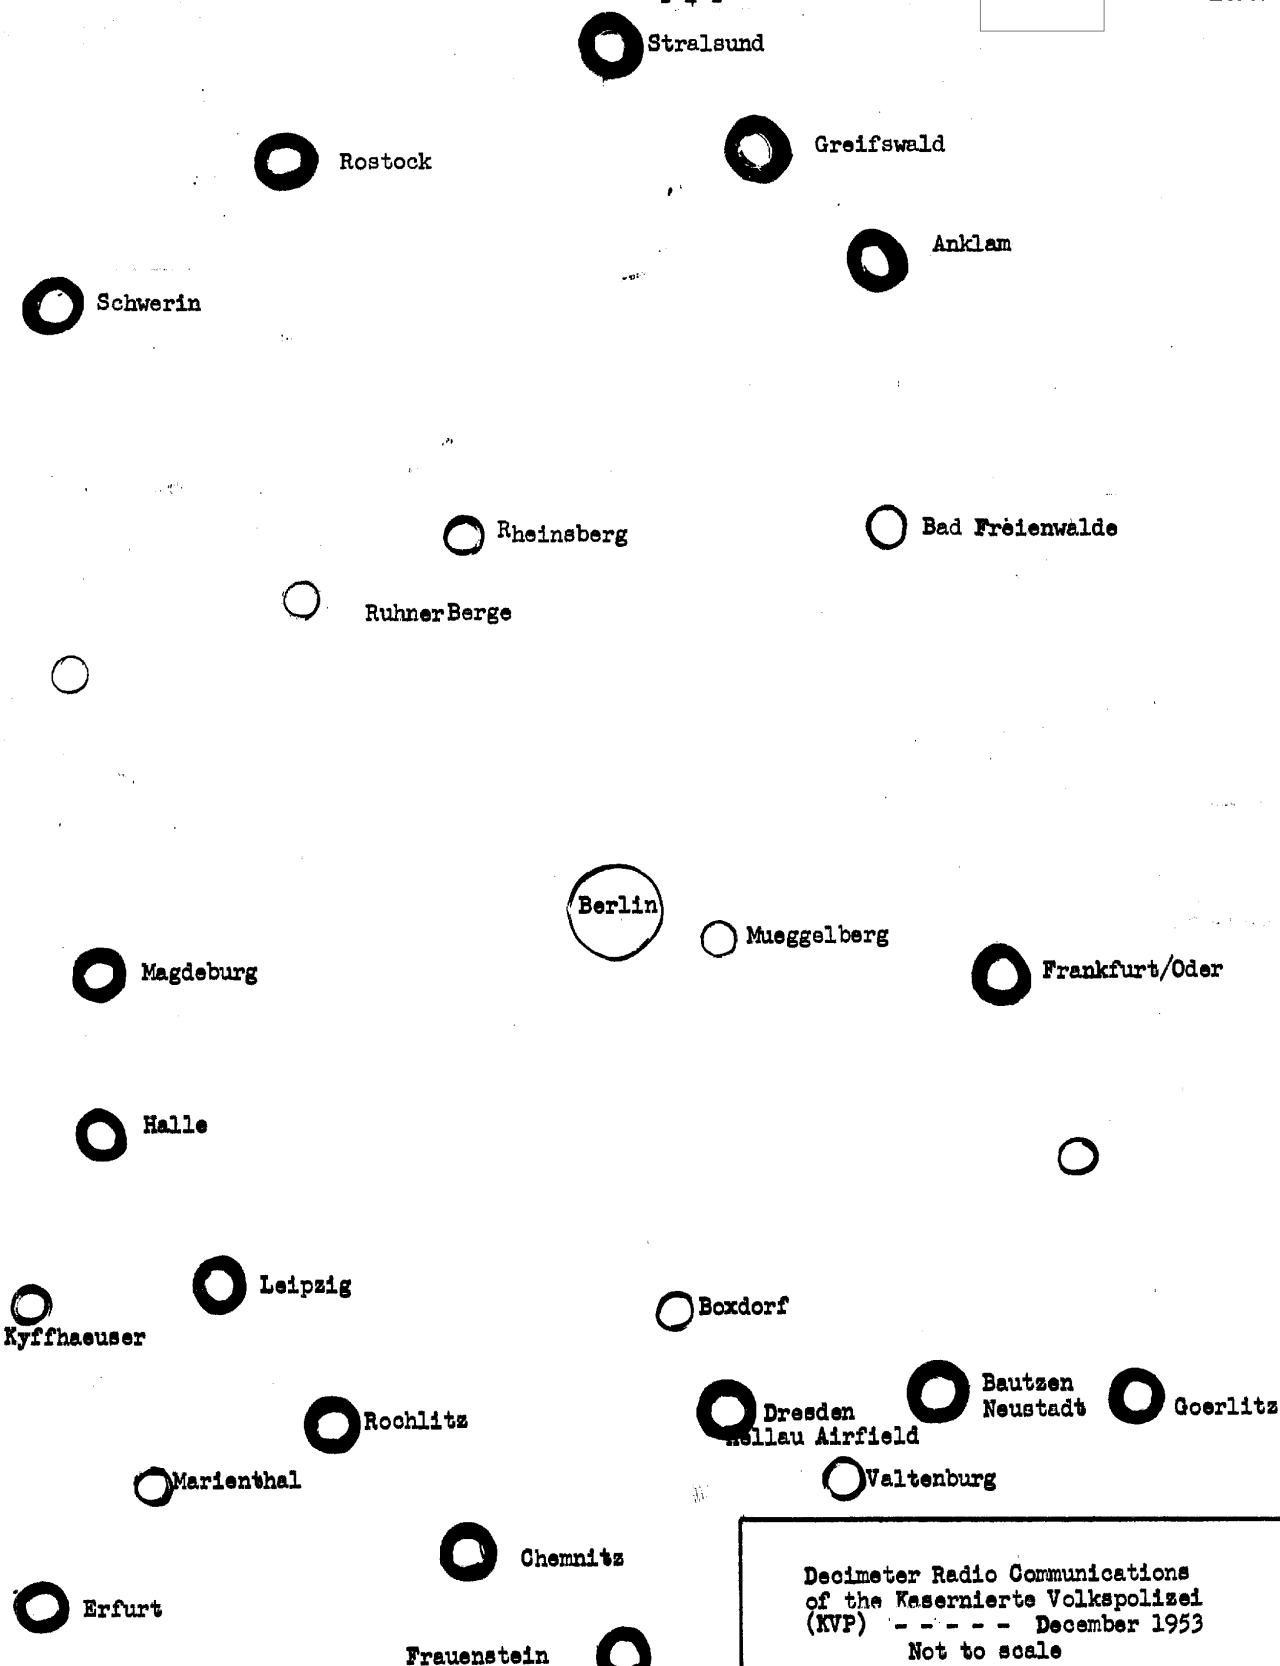 - 4 -
Stralsund
Greifswald
Rostock
Anklam
Schwerin
Rheinsberg
Bad Freienwalde
Ruhner Berge
Berlin
Mueggelberg
Magdeburg
Frankfurt/Oder
Halle
Leipzig
Boxdorf
Kyffhaeuser
Bautzen
Neustadt
Goerlitz
Dresden
Hellau Airfield
Rochlitz
Marienthal
Valtenburg
Chemnitz
Erfurt
Frauenstein
Decimeter Radio Communications
of the Kasernierte Volkspolizei
(KVP) - - - - - December 1953
Not to scale